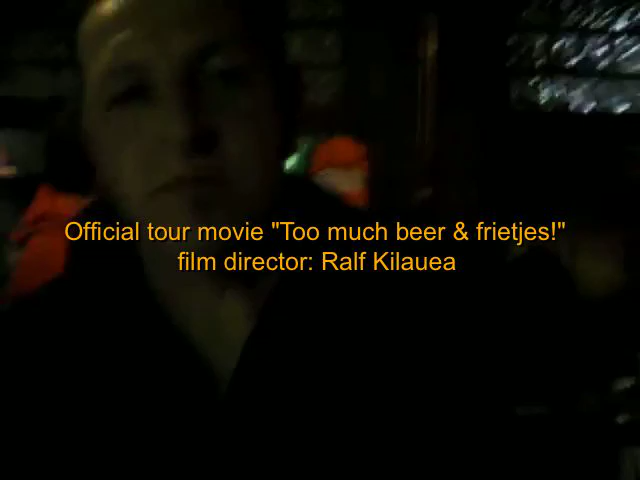 Official tour movie "Too much beer & frietjes!"
film director: Ralf Kilauea